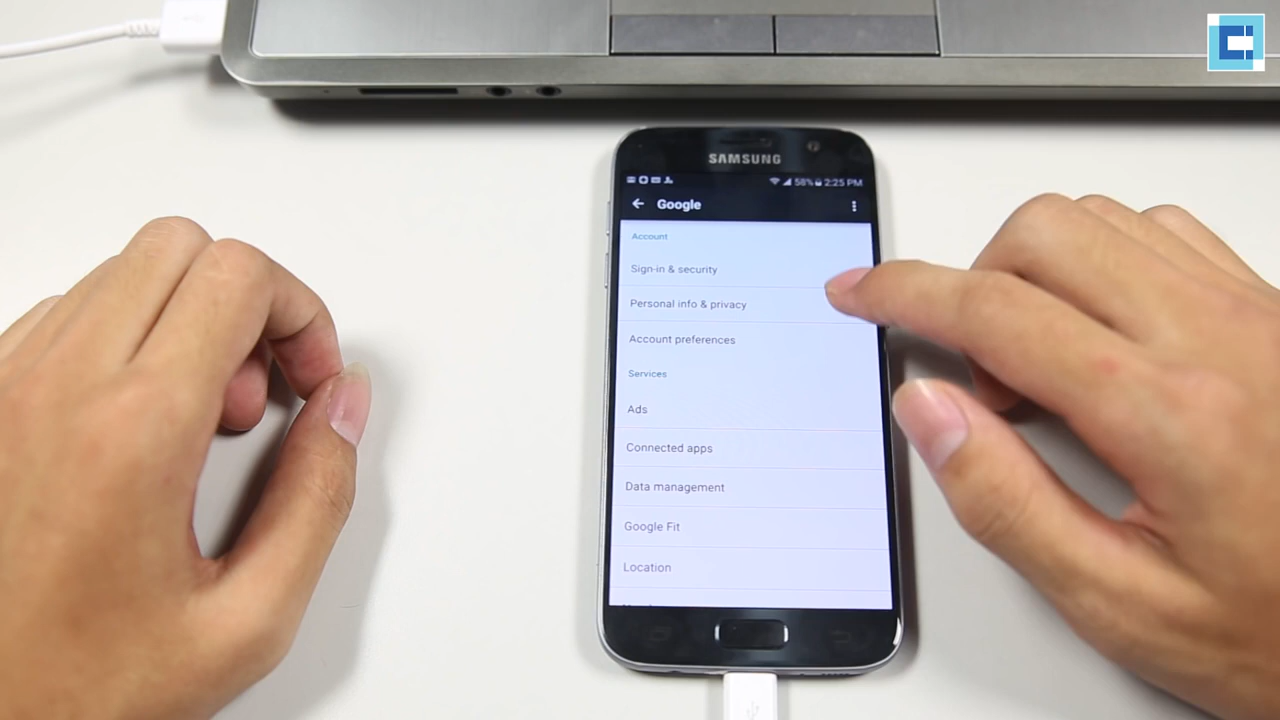 SAMSUNG
58% 2:25 PM
Google
Account
Sign-in & security
Personal info & privacy
Account preferences
Services
Ads
Connected apps
Data management
Google Fit
Location